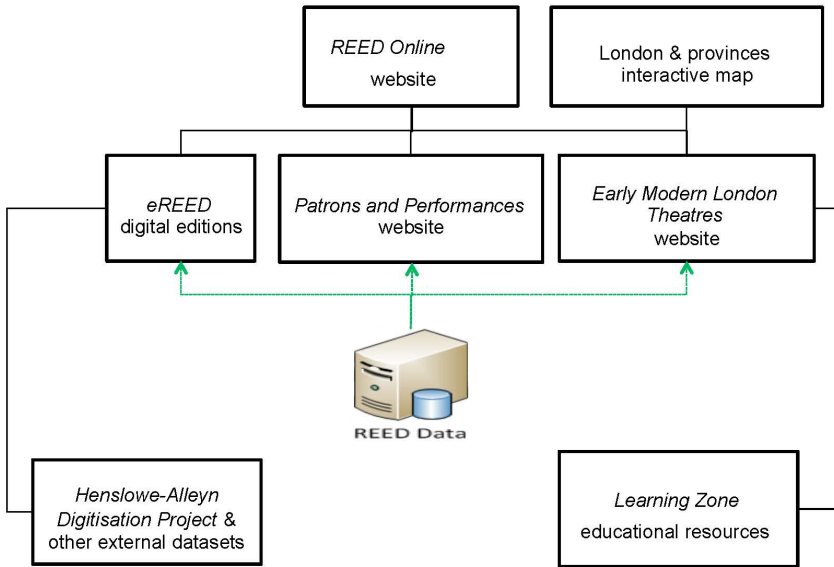 REED Online
website
London & provinces
interactive map
eREED
digital editions
Patrons and Performances
website
Early Modern London
Theatres
website
REED Data
Henslowe-Alleyn
Digitisation Project &
other external datasets
Learning Zone
educational resources